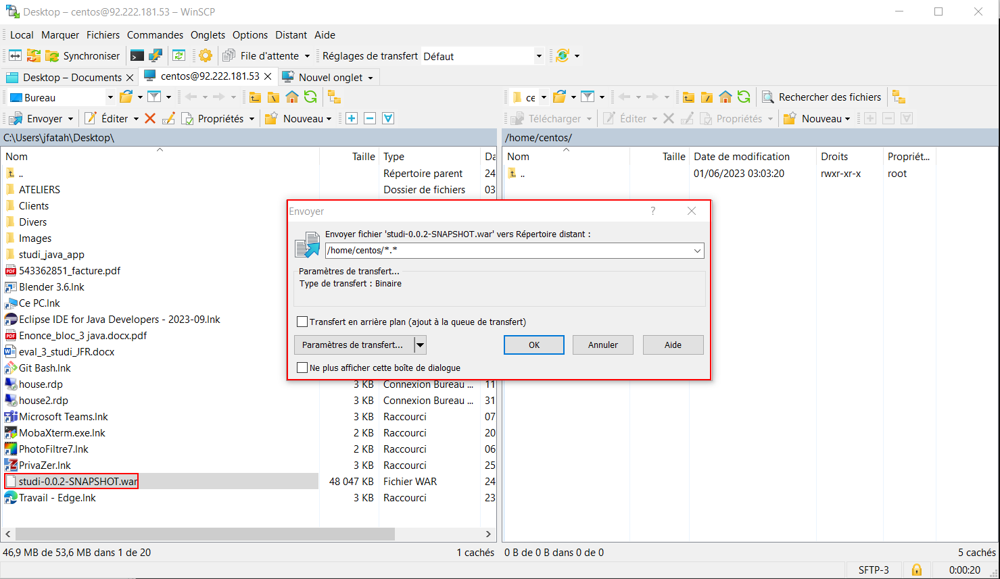 Desktop – centos@92.222.181.53 – WinSCP
Local Marquer Fichiers Commandes Onglets Options Distant Aide
Synchroniser File d'attente Réglages de transfert Défaut
Desktop – Documents centos@92.222.181.53 Nouvel onglet
Bureau ce Rechercher des fichiers
Envoyer Éditer Propriétés Nouveau Télécharger Éditer Propriétés Nouveau
C:\Users\jfatah\Desktop\
Nom Taille Type Da
.. Répertoire parent 24
ATELIERS Dossier de fichiers 03
Clients
Divers
Images
studi_java_app
543362851_facture.pdf
Blender 3.6.lnk
Ce PC.lnk
Eclipse IDE for Java Developers - 2023-09.lnk
Enonce_bloc_3 java.docx.pdf
eval_3_studi_JFR.docx
Git Bash.lnk
house.rdp 3 KB Connexion Bureau ... 11
house2.rdp 3 KB Connexion Bureau ... 31
Microsoft Teams.lnk 3 KB Raccourci 07
MobaXterm.exe.lnk 2 KB Raccourci 20
PhotoFiltre7.lnk 2 KB Raccourci 06
PrivaZer.lnk 3 KB Raccourci 25
studi-0.0.2-SNAPSHOT.war 48 047 KB Fichier WAR 24
Travail - Edge.lnk 3 KB Raccourci 23
46,9 MB de 53,6 MB dans 1 de 20 1 cachés
/home/centos/
Nom Taille Date de modification Droits Propriét...
.. 01/06/2023 03:03:20 rwxr-xr-x root
0 B de 0 B dans 0 de 0 5 cachés
Envoyer ?
Envoyer fichier 'studi-0.0.2-SNAPSHOT.war' vers Répertoire distant :
/home/centos/*.*
Paramètres de transfert...
Type de transfert : Binaire
Transfert en arrière plan (ajout à la queue de transfert)
Paramètres de transfert... OK Annuler Aide
Ne plus afficher cette boîte de dialogue
SFTP-3 0:00:20